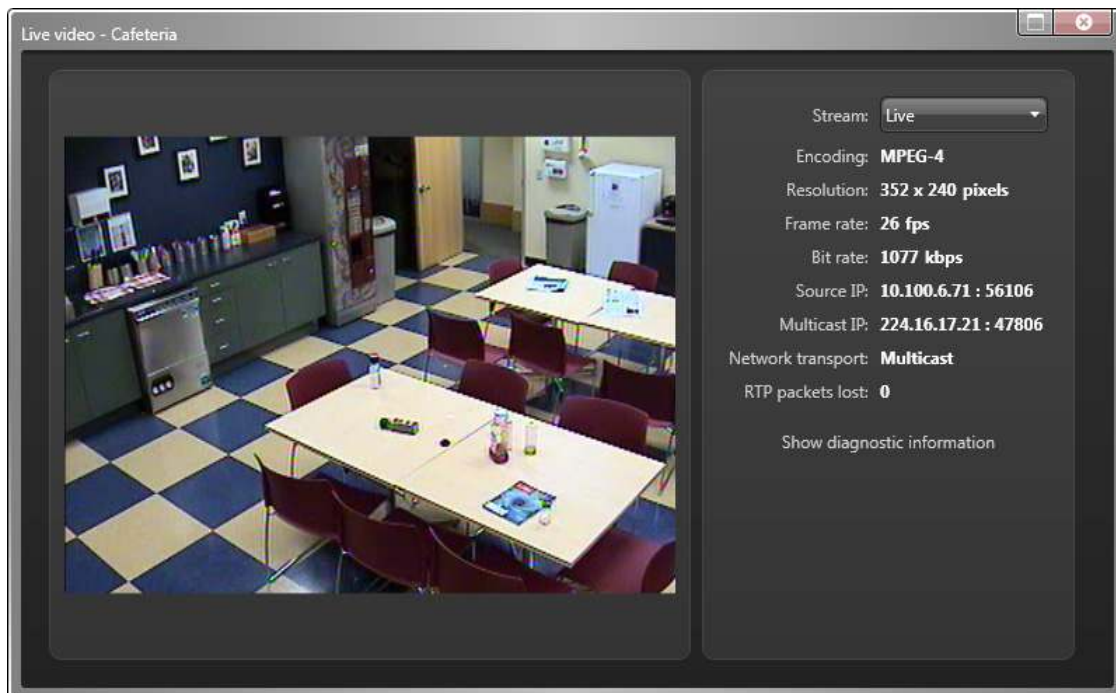 Live video - Cafeteria
Stream: Live
Encoding: MPEG-4
Resolution: 352 x 240 pixels
Frame rate: 26 fps
Bit rate: 1077 kbps
Source IP: 10.100.6.71 : 56106
Multicast IP: 224.16.17.21 : 47806
Network transport: Multicast
RTP packets lost: 0
Show diagnostic information